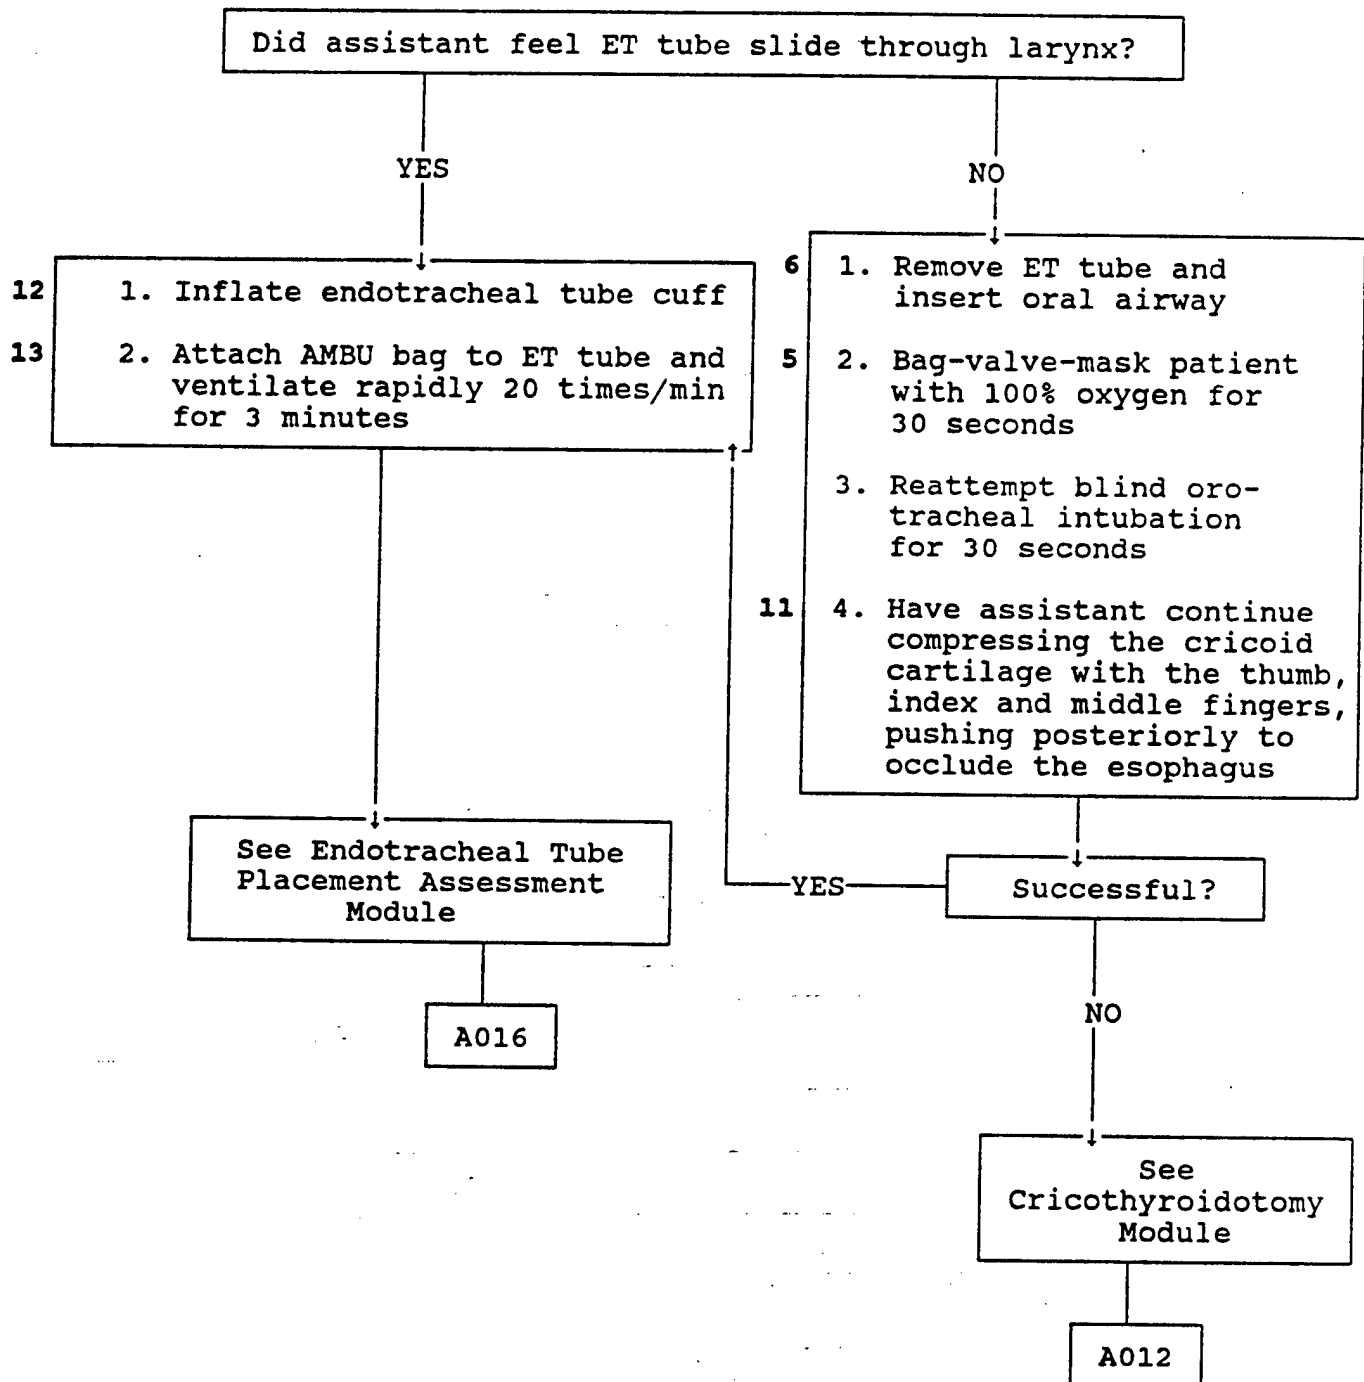 Did assistant feel ET tube slide through larynx?
YES
NO
12 1. Inflate endotracheal tube cuff
13 2. Attach AMBU bag to ET tube and
ventilate rapidly 20 times/min
for 3 minutes
6 1. Remove ET tube and
insert oral airway
5 2. Bag-valve-mask patient
with 100% oxygen for
30 seconds
3. Reattempt blind oro-
tracheal intubation
for 30 seconds
11 4. Have assistant continue
compressing the cricoid
cartilage with the thumb,
index and middle fingers,
pushing posteriorly to
occlude the esophagus
See Endotracheal Tube
Placement Assessment
Module
YES
Successful?
A016
NO
See
Cricothyroidotomy
Module
A012